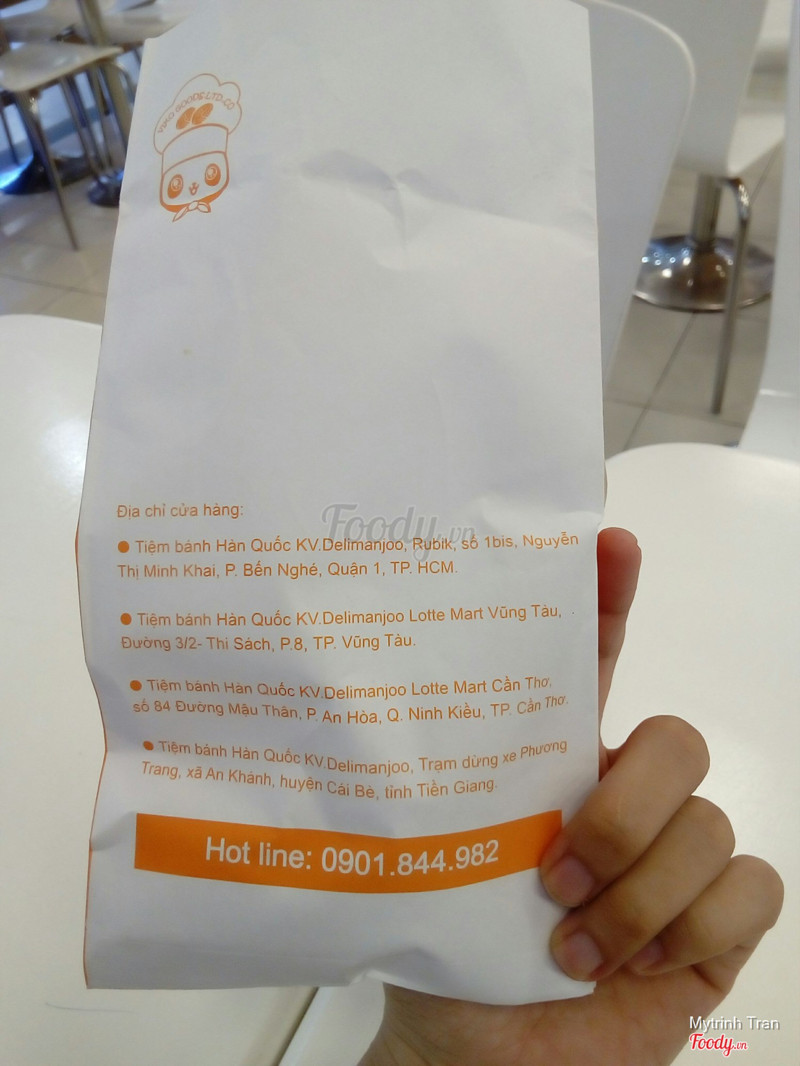 Địa chỉ cửa hàng:
Foody.vn
● Tiệm bánh Hàn Quốc KV.Delimanjoo, Rubik, số 1bis, Nguyễn
Thị Minh Khai, P. Bến Nghé, Quận 1, TP. HCM.
● Tiệm bánh Hàn Quốc KV.Delimanjoo Lotte Mart Vũng Tàu,
Đường 3/2- Thi Sách, P.8, TP. Vũng Tàu.
● Tiệm bánh Hàn Quốc KV.Delimanjoo Lotte Mart Cần Thơ,
số 84 Đường Mậu Thân, P. An Hòa, Q. Ninh Kiều, TP. Cần Thơ.
● Tiệm bánh Hàn Quốc KV.Delimanjoo, Trạm dừng xe Phương
Trang, xã An Khánh, huyện Cái Bè, tỉnh Tiền Giang.
Hot line: 0901.844.982
Mytrinh Tran
Foody.vn